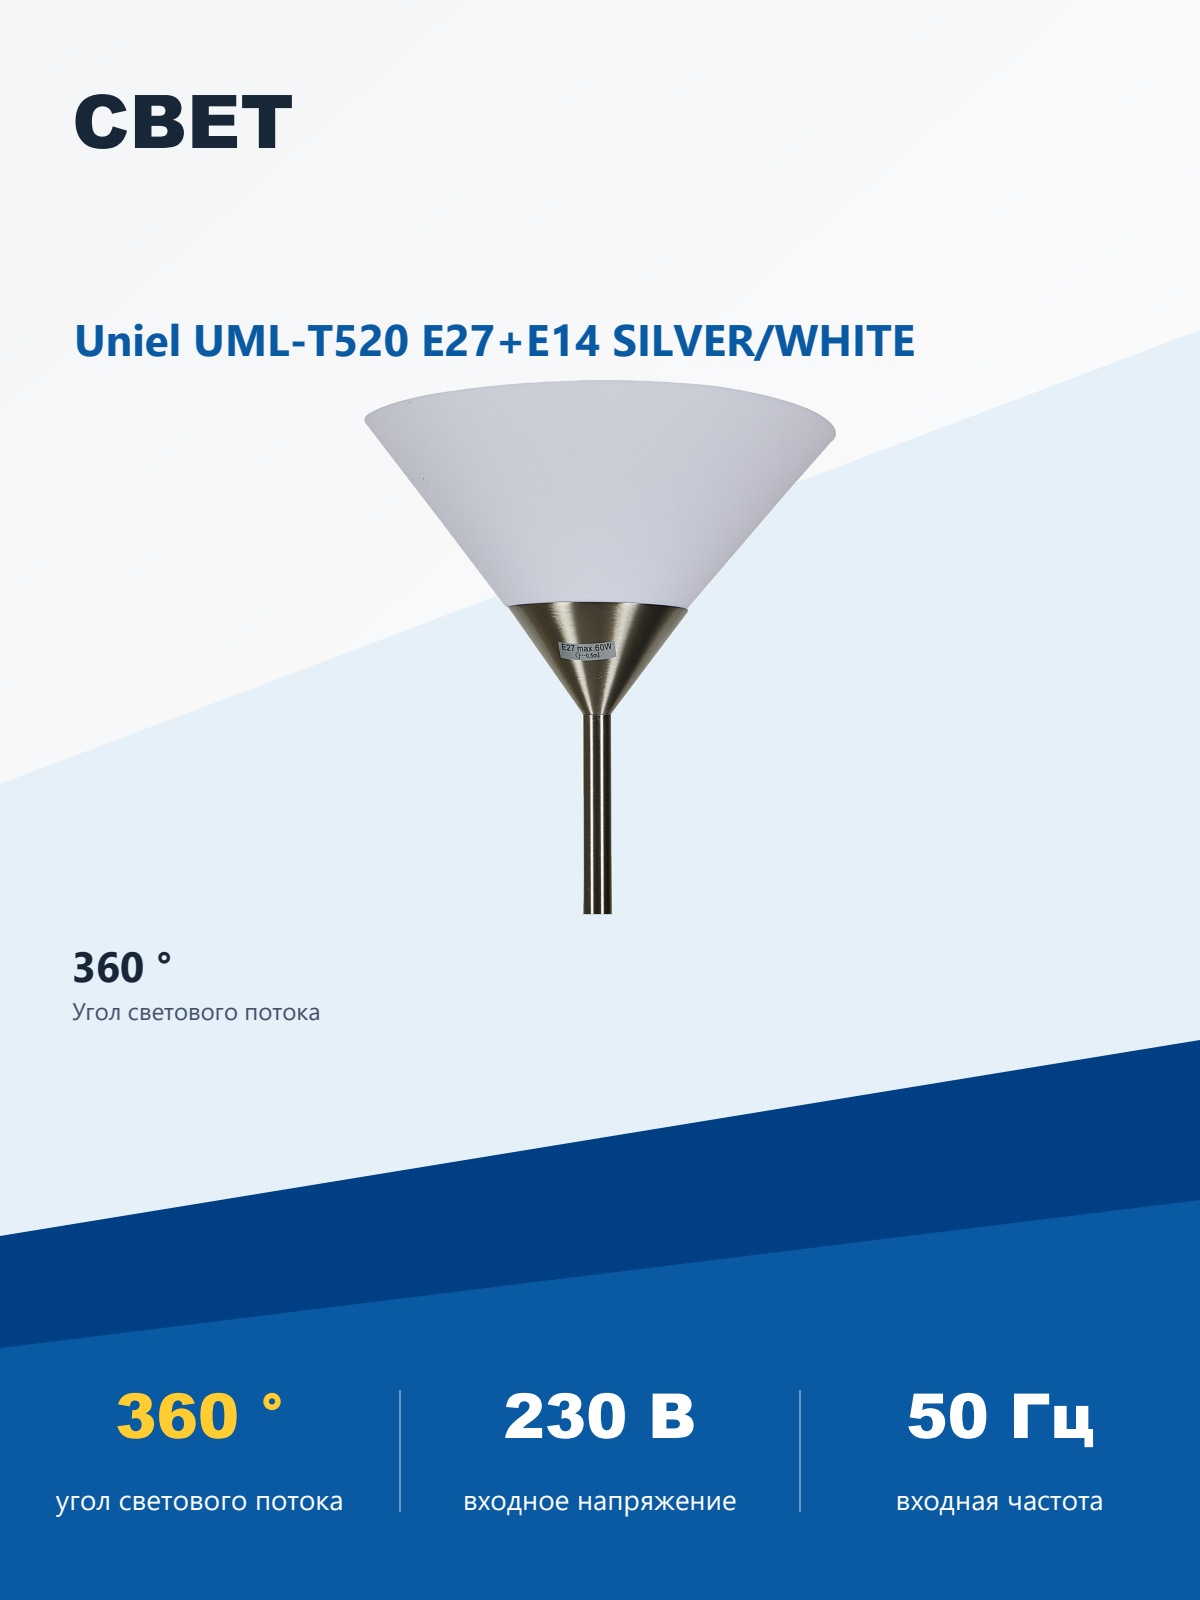 СВЕТ
Uniel UML-T520 E27+E14 SILVER/WHITE
E27 max.60W
360 °
Угол светового потока
360 °
230 В
50 Гц
угол светового потока
входное напряжение
входная частота